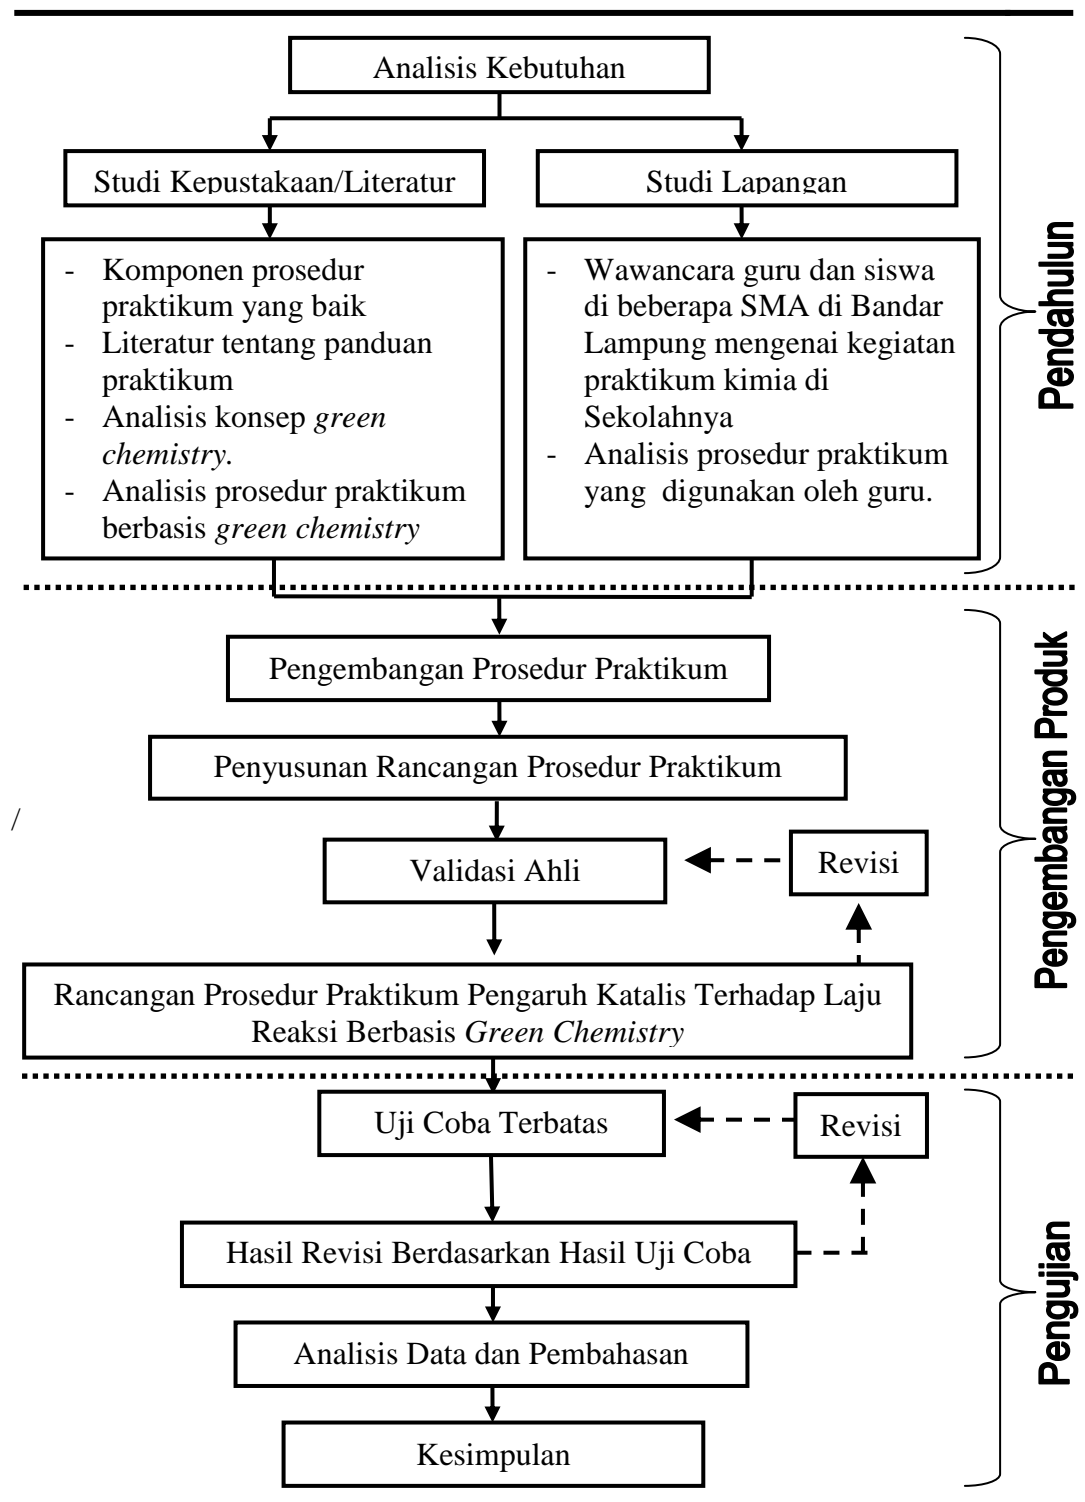 Analisis Kebutuhan
Studi Kepustakaan/Literatur
Studi Lapangan
- Komponen prosedur
praktikum yang baik
- Literatur tentang panduan
praktikum
- Analisis konsep green
chemistry.
- Analisis prosedur praktikum
berbasis green chemistry
- Wawancara guru dan siswa
di beberapa SMA di Bandar
Lampung mengenai kegiatan
praktikum kimia di
Sekolahnya
- Analisis prosedur praktikum
yang digunakan oleh guru.
Pendahulun
Pengembangan Prosedur Praktikum
Penyusunan Rancangan Prosedur Praktikum
/
Validasi Ahli
Revisi
Rancangan Prosedur Praktikum Pengaruh Katalis Terhadap Laju
Reaksi Berbasis Green Chemistry
Pengembangan Produk
Uji Coba Terbatas
Revisi
Hasil Revisi Berdasarkan Hasil Uji Coba
Analisis Data dan Pembahasan
Kesimpulan
Pengujian